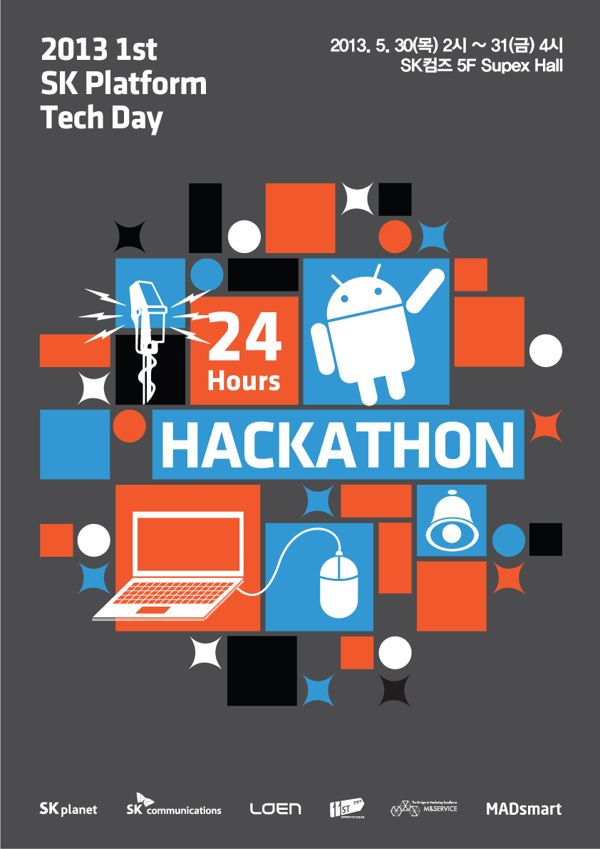 2013 1st
SK Platform
Tech Day
2013. 5. 30(목) 2시 ~ 31(금) 4시
SK컴즈 5F Supex Hall
24
Hours
HACKATHON
SK planet
SK communications
LOEN
11ST
M&SERVICE
MADsmart